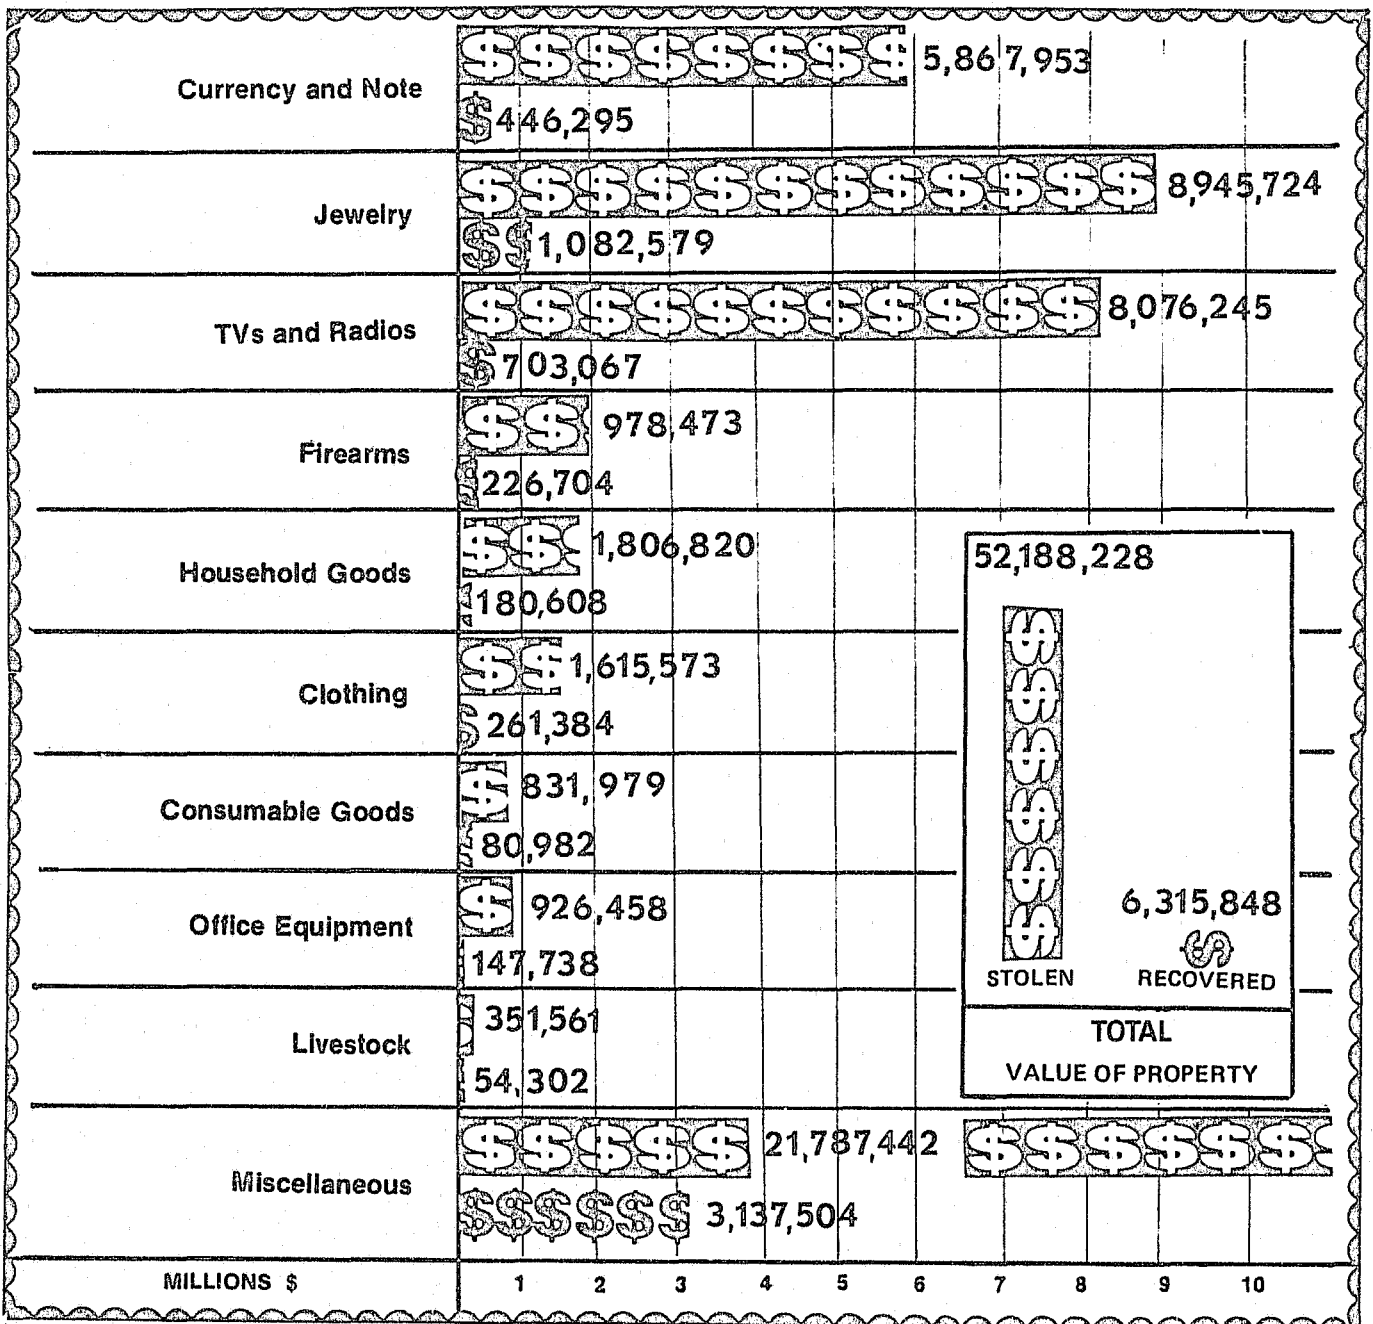 Currency and Note
5,867,953
446,295
Jewelry
8,945,724
1,082,579
TVs and Radios
8,076,245
703,067
Firearms
978,473
226,704
Household Goods
1,806,820
180,608
Clothing
1,615,573
261,384
Consumable Goods
831,979
80,982
Office Equipment
926,458
147,738
Livestock
351,561
54,302
Miscellaneous
21,787,442
3,137,504
52,188,228
6,315,848
STOLEN RECOVERED
TOTAL
VALUE OF PROPERTY
MILLIONS $ 1 2 3 4 5 6 7 8 9 10